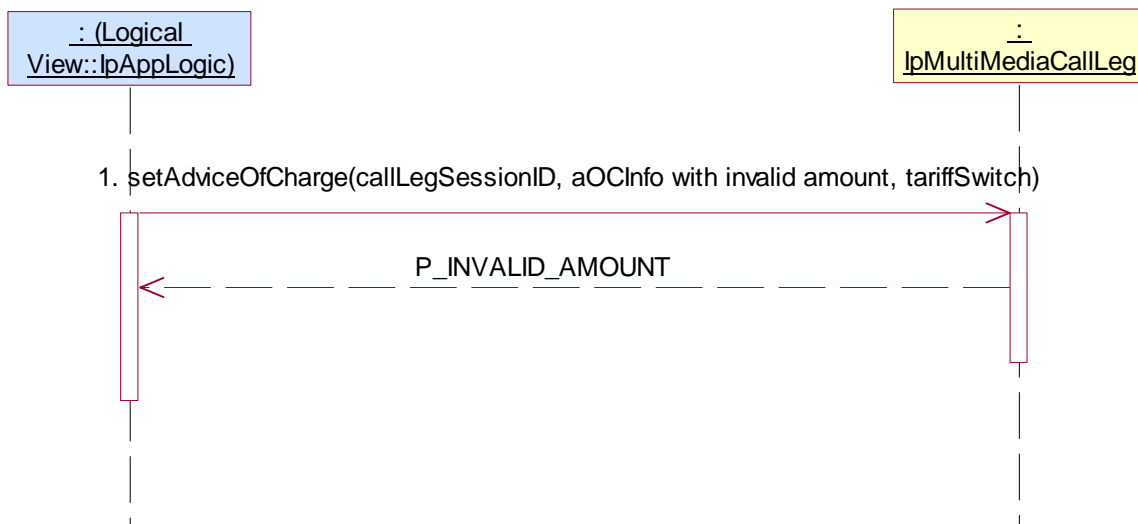 : (Logical
View::IpAppLogic)
:
IpMultiMediaCallLeg
1. setAdviceOfCharge(callLegSessionID, aOCInfo with invalid amount, tariffSwitch)
P_INVALID_AMOUNT